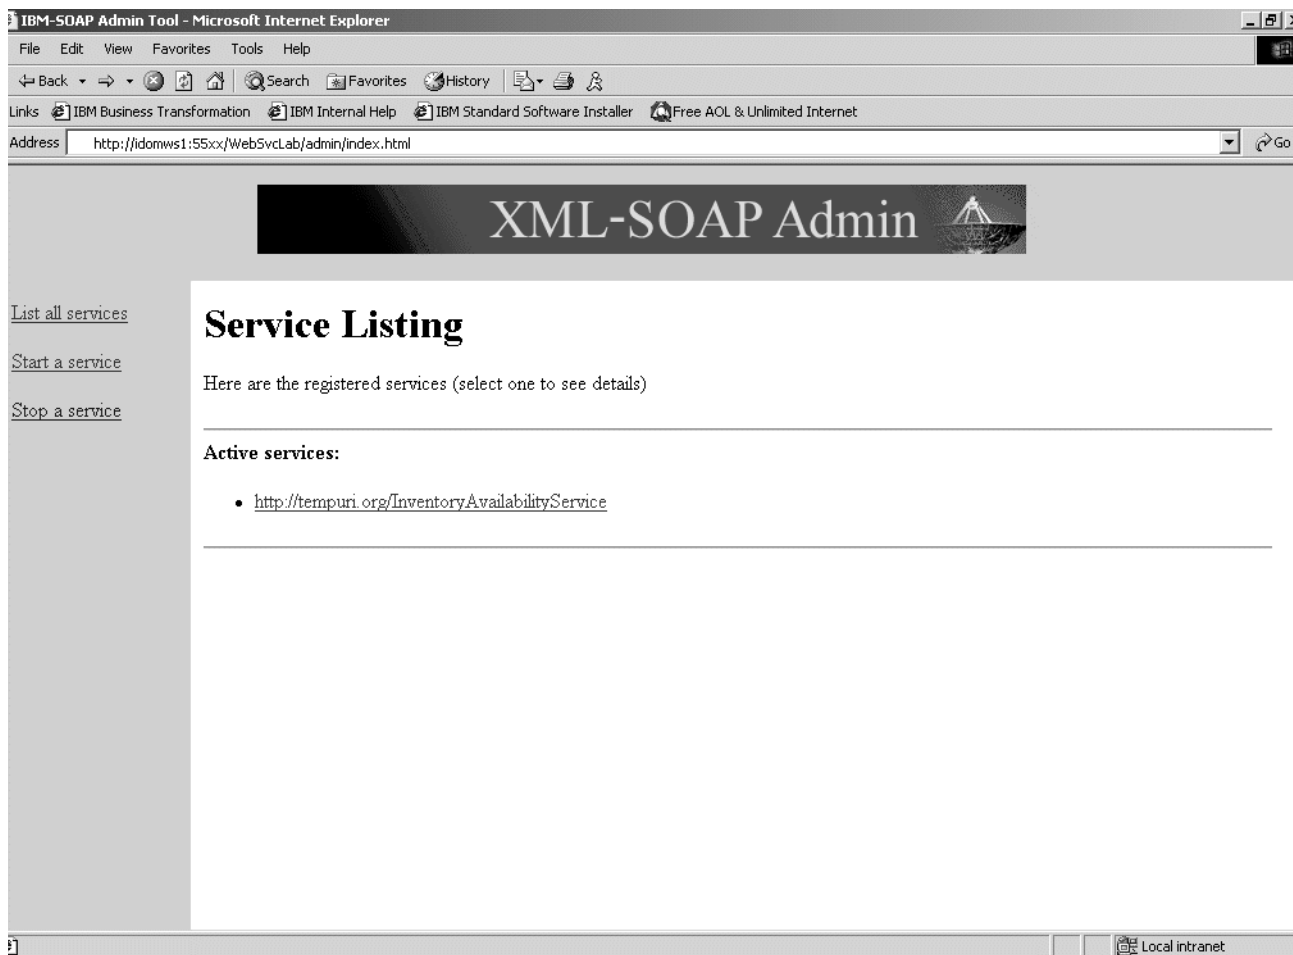 IBM-SOAP Admin Tool - Microsoft Internet Explorer
File Edit View Favorites Tools Help
Back Search Favorites History
Links IBM Business Transformation IBM Internal Help IBM Standard Software Installer Free AOL & Unlimited Internet
Address http://idomws1:55xx/WebSvcLab/admin/index.html Go
XML-SOAP Admin
List all services
Start a service
Stop a service
Service Listing
Here are the registered services (select one to see details)
Active services:
• http://tempuri.org/InventoryAvailabilityService
Local intranet